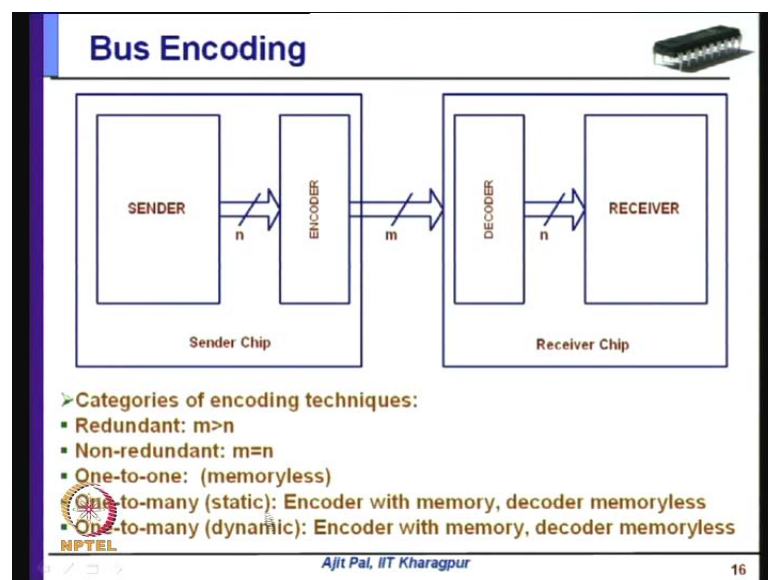 Bus Encoding
SENDER
n
ENCODER
m
DECODER
n
RECEIVER
Sender Chip
Receiver Chip
➢Categories of encoding techniques:
▪ Redundant: m>n
▪ Non-redundant: m=n
▪ One-to-one: (memoryless)
▪ One-to-many (static): Encoder with memory, decoder memoryless
▪ One-to-many (dynamic): Encoder with memory, decoder memoryless
NPTEL
Ajit Pal, IIT Kharagpur
16